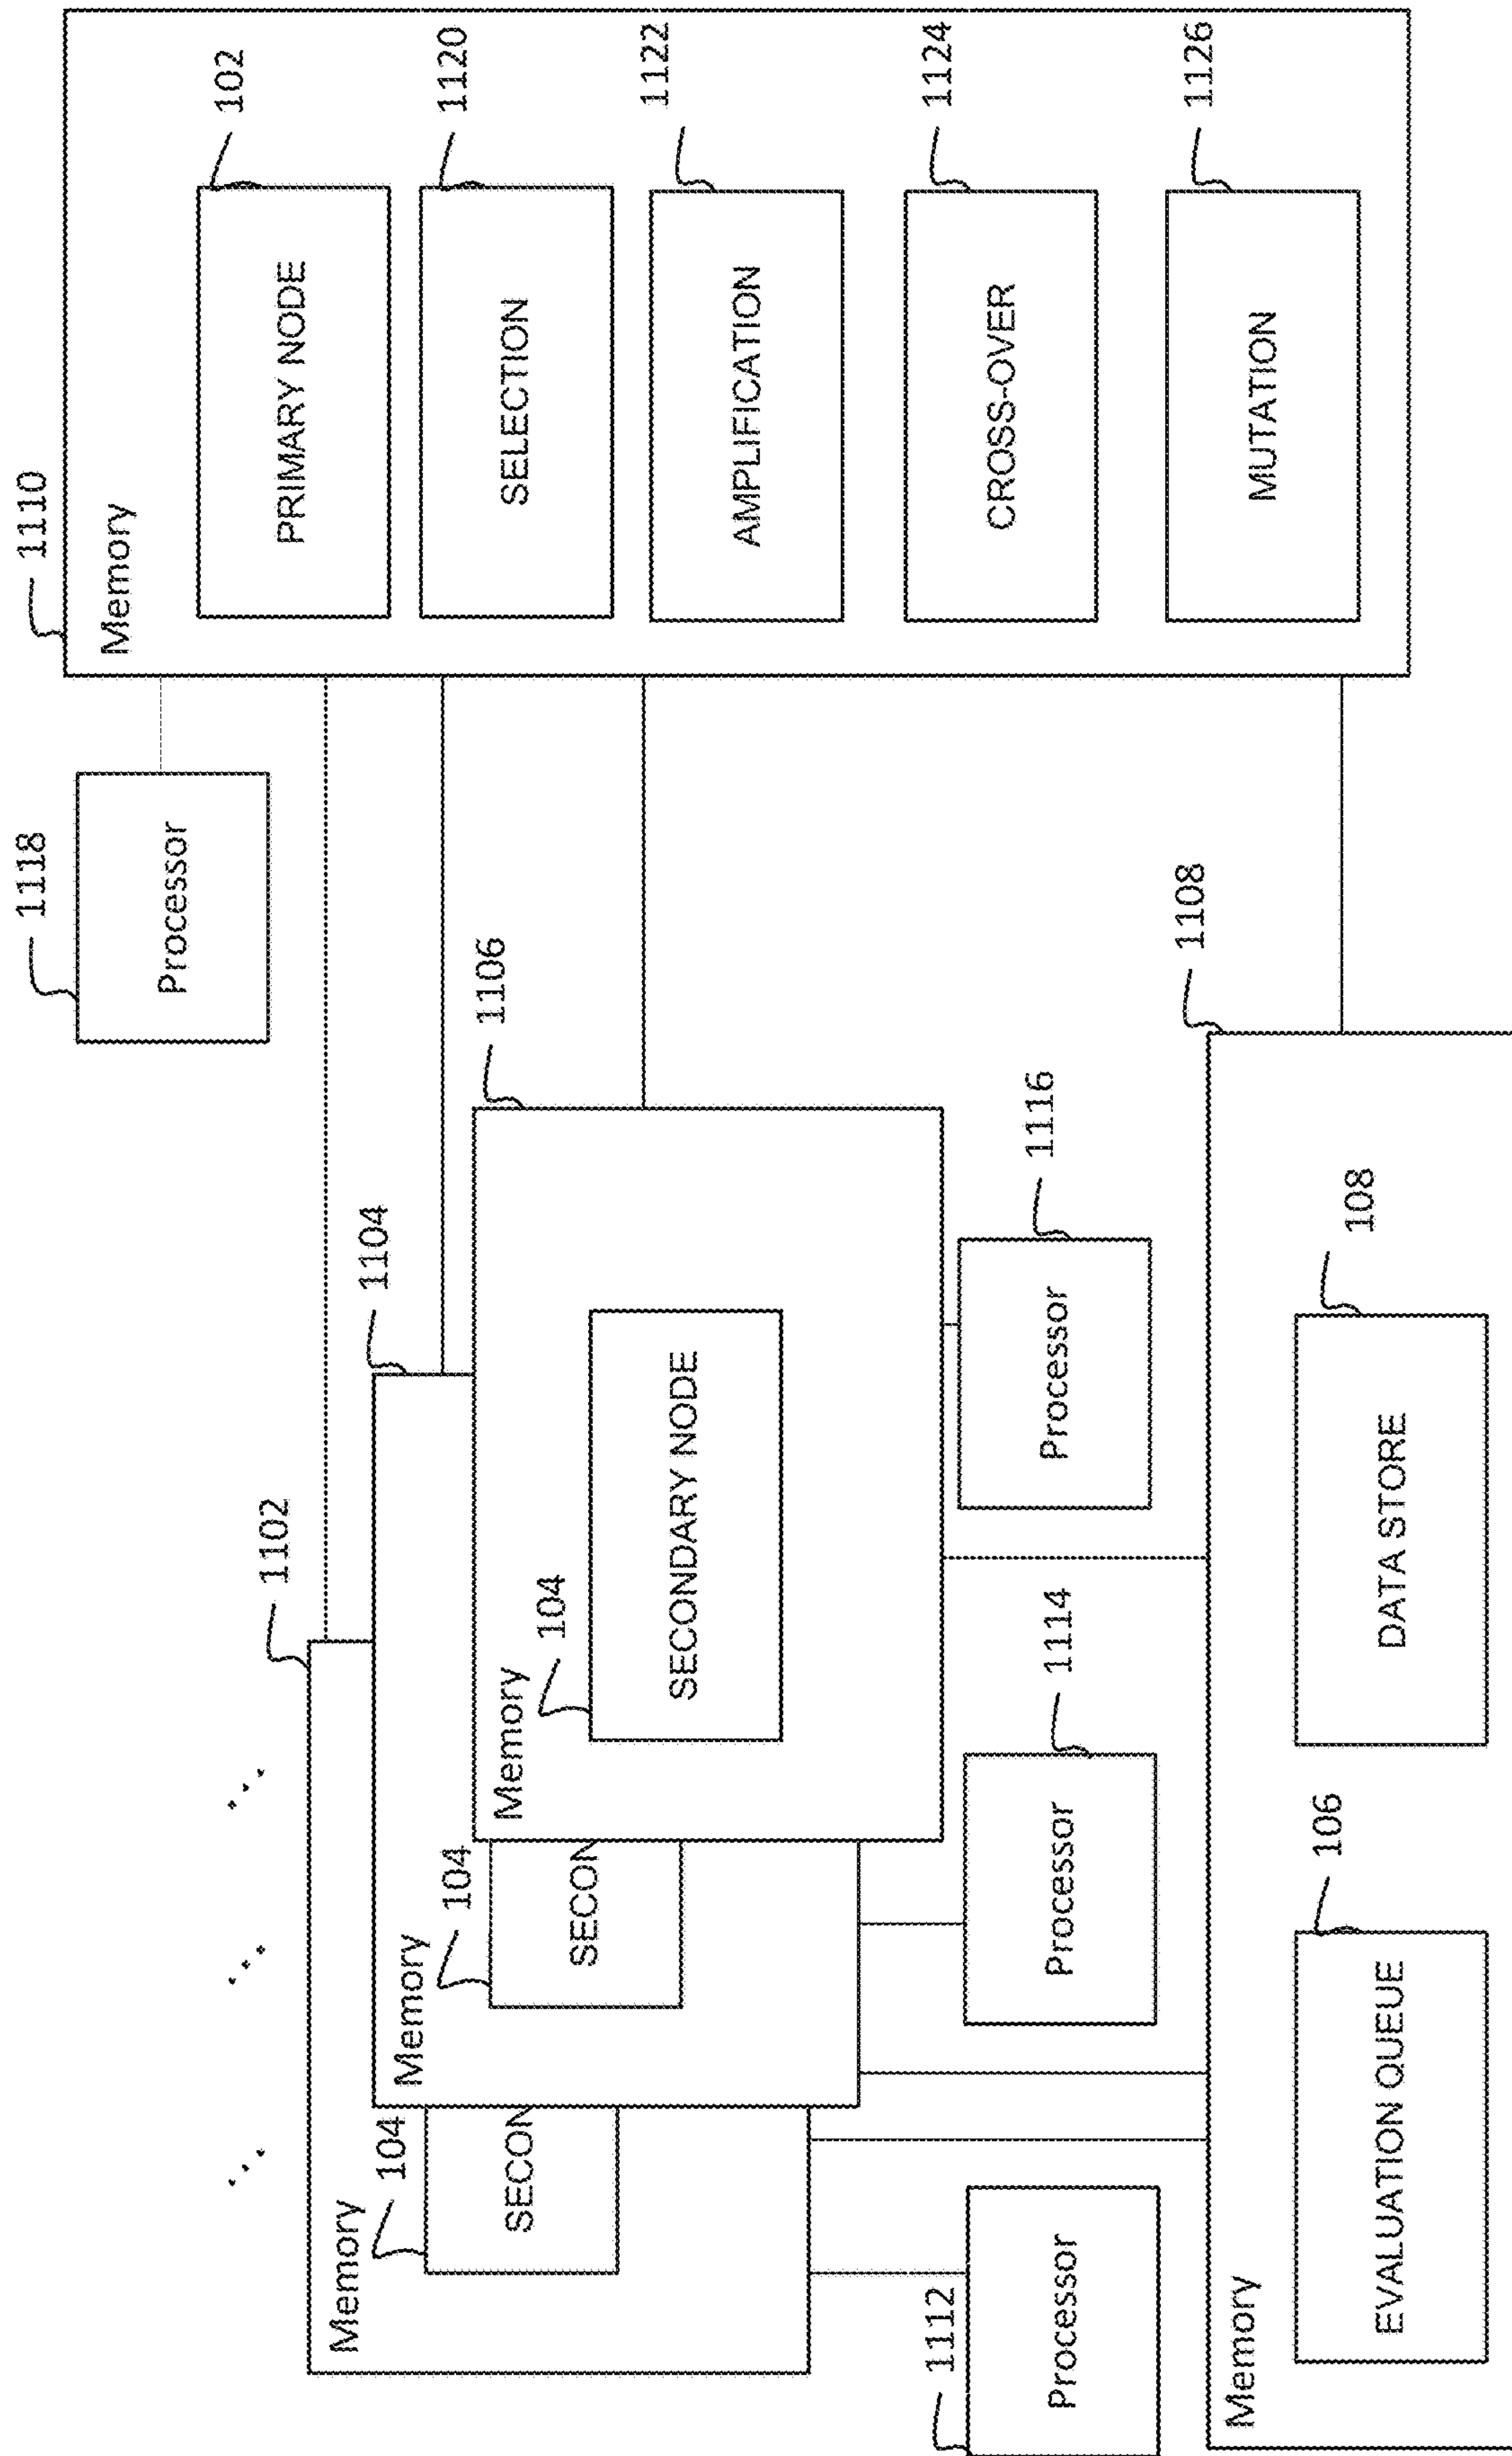 1102
Memory
104
SECON
1104
Memory
104
SECON
1106
Memory
104
SECONDARY NODE
1112
Processor
1114
Processor
1116
Processor
1108
Memory
106
EVALUATION QUEUE
108
DATA STORE
1118
Processor
1110
Memory
102
PRIMARY NODE
1120
SELECTION
1122
AMPLIFICATION
1124
CROSS-OVER
1126
MUTATION